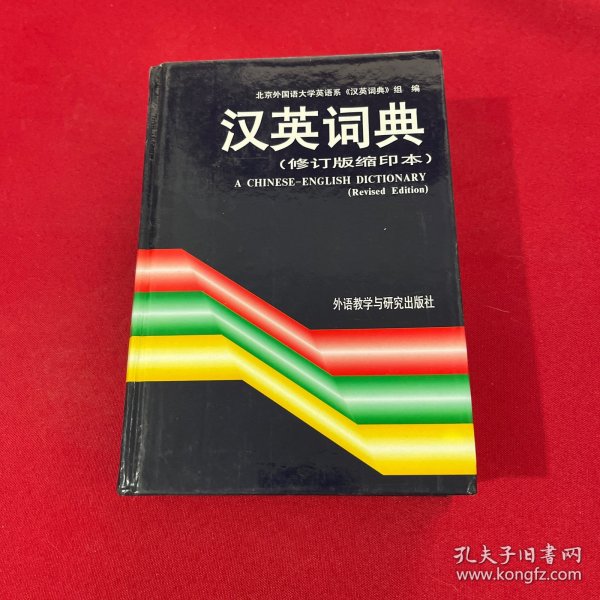 北京外国语大学英语系《汉英词典》组 编
汉英词典
(修订版缩印本)
A CHINESE-ENGLISH DICTIONARY
(Revised Edition)
外语教学与研究出版社
孔夫子旧书网
www.kongfz.com